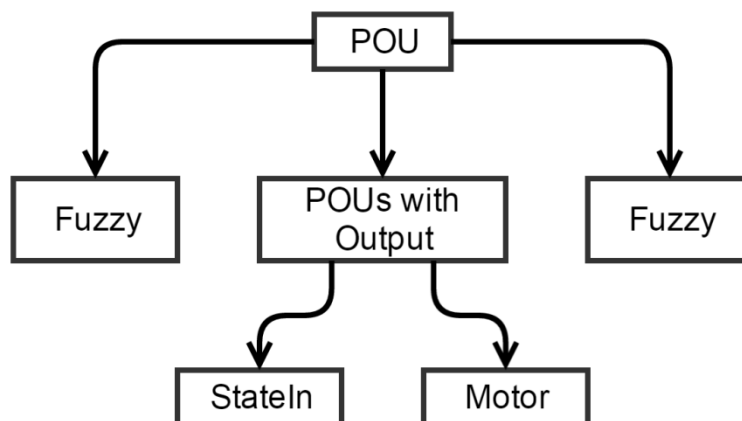 POU
Fuzzy
POUs with
Output
Fuzzy
StateIn
Motor